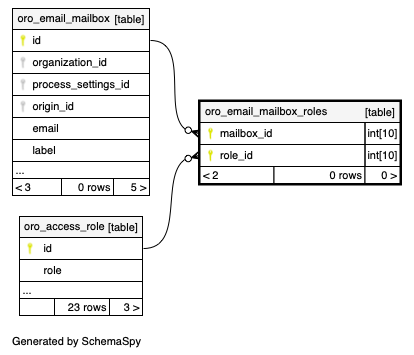 oro_email_mailbox [table]
id
organization_id
process_settings_id
origin_id
email
label
...
< 3 0 rows 5 >
oro_email_mailbox_roles [table]
mailbox_id int[10]
role_id int[10]
< 2 0 rows 0 >
oro_access_role [table]
id
role
...
23 rows 3 >
Generated by SchemaSpy